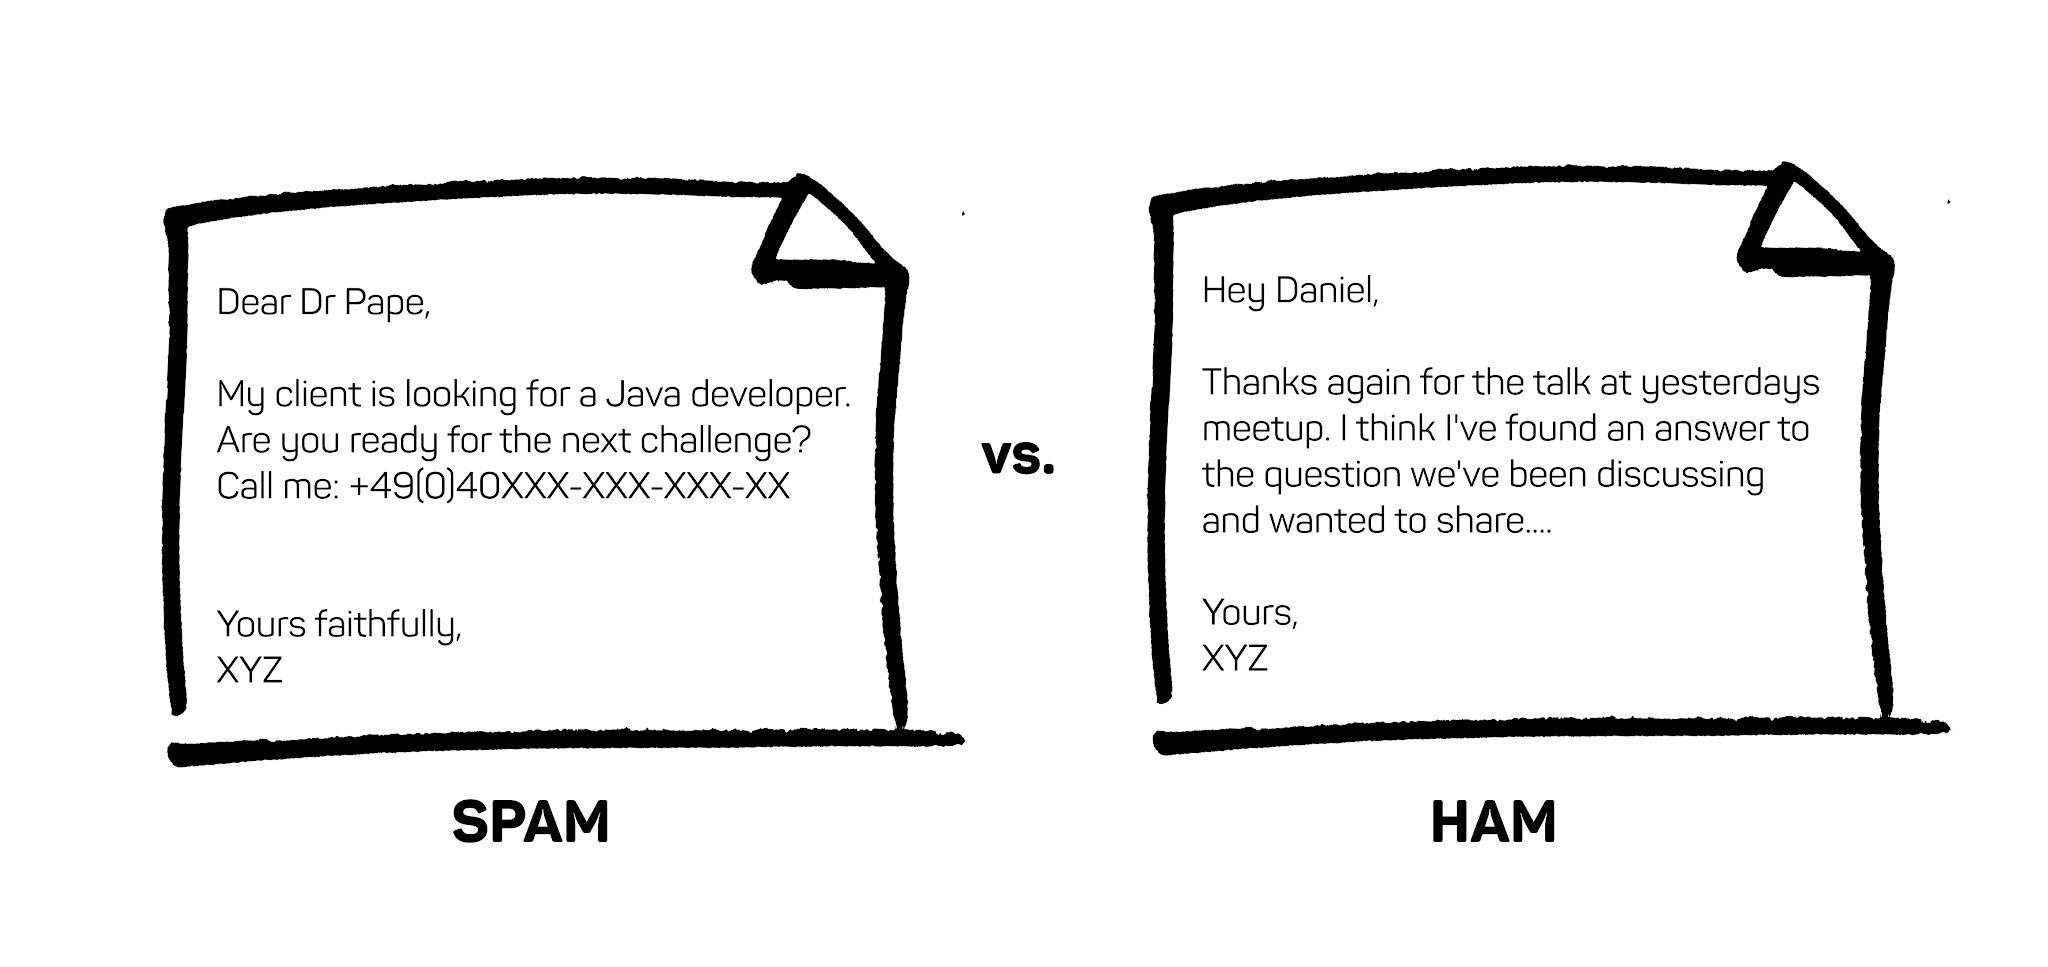 Dear Dr Pape,
My client is looking for a Java developer.
Are you ready for the next challenge?
Call me: +49(0)40XXX-XXX-XXX-XX
Yours faithfully,
XYZ
SPAM
vs.
Hey Daniel,
Thanks again for the talk at yesterdays
meetup. I think I've found an answer to
the question we've been discussing
and wanted to share....
Yours,
XYZ
HAM